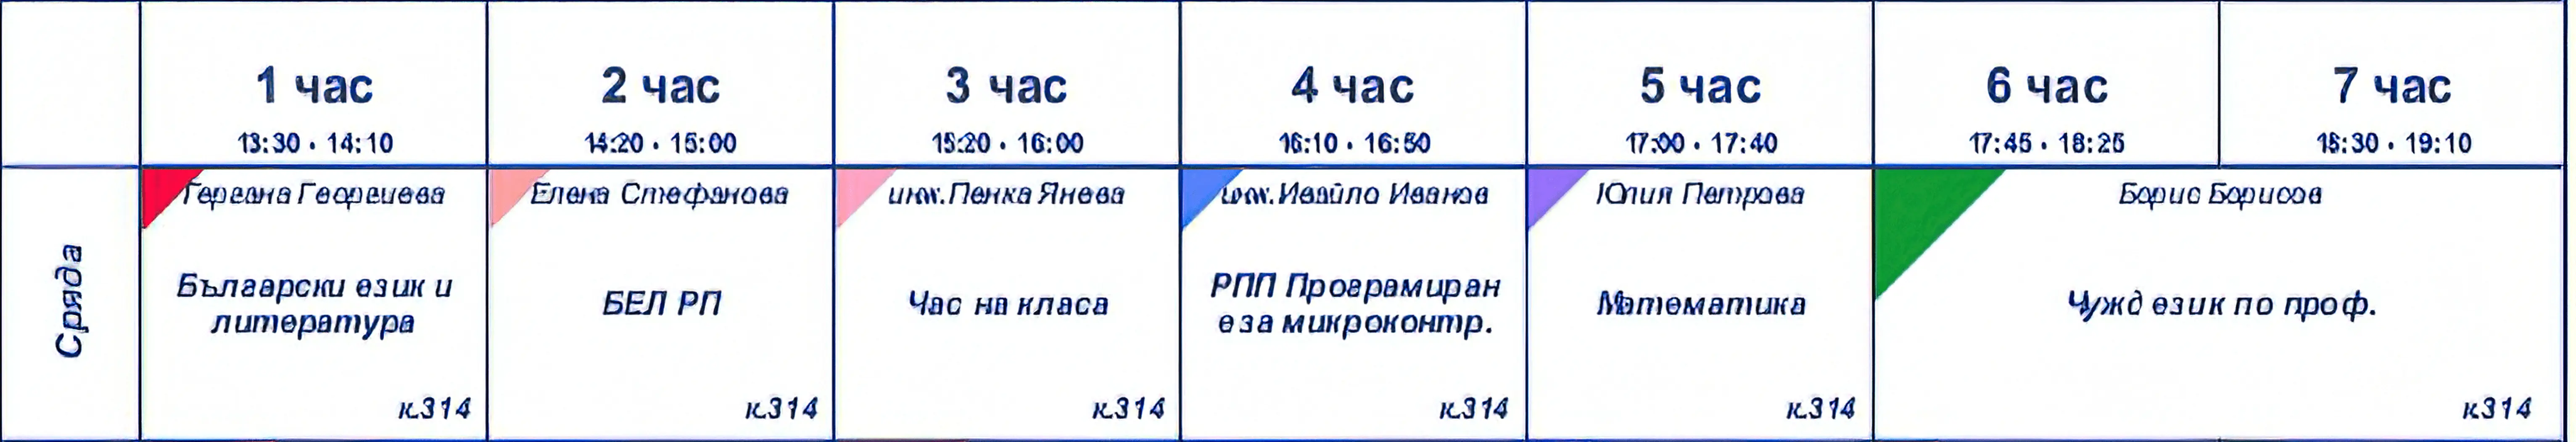 1 час
2 час
3 час
4 час
5 час
6 час
7 час
13:30 · 14:10
14:20 · 15:00
15:20 · 16:00
16:10 · 16:50
17:00 · 17:40
17:45 · 18:25
18:30 · 19:10
Сряда
Гергана Георгиева
Български език и
литература
к.314
Елена Стефанова
БЕЛ РП
к.314
инж.Пенка Янева
Час на класа
к.314
инж.Ивайло Иванов
РПП Програмиран
е за микроконтр.
к.314
Юлия Петрова
Математика
к.314
Борис Борисов
Чужд език по проф.
к314